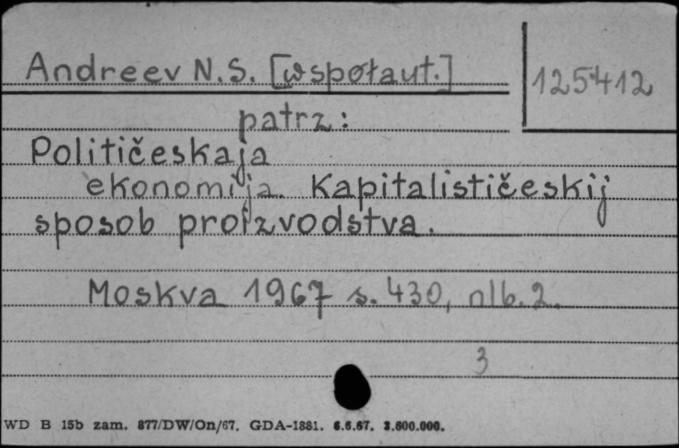 Andreev N.S. [współaut.]
125412
patrz:
Političeskaja
ekonomija. Kapitalističeskij
sposob proizvodstva.
Moskva 1967 s. 430, nlb. 2.
3
WD B 15b zam. 877/DW/On/67. GDA-1881. 6.6.67. 3.600.000.